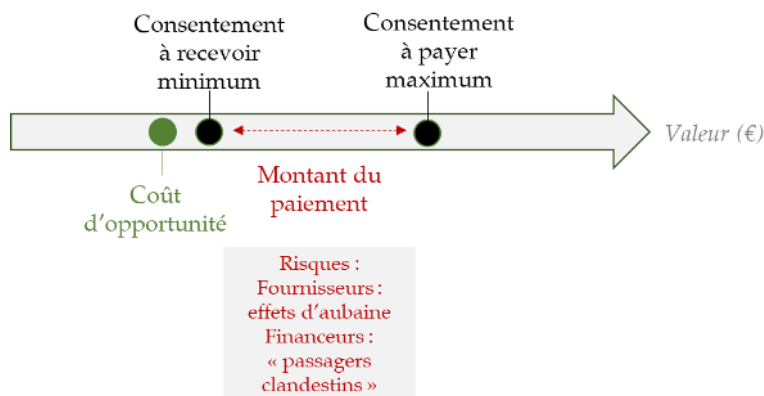 Consentement
à recevoir
minimum
Consentement
à payer
maximum
Valeur (€)
Coût
d'opportunité
Montant du
paiement
Risques :
Fournisseurs :
effets d'aubaine
Financeurs :
« passagers
clandestins »